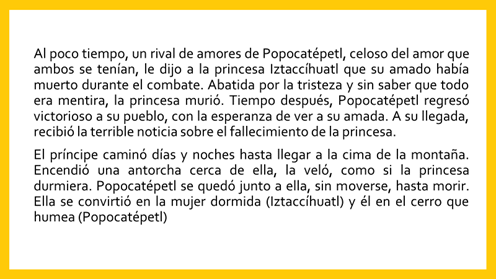 Al poco tiempo, un rival de amores de Popocatépetl, celoso del amor que
ambos se tenían, le dijo a la princesa Iztaccíhuatl que su amado había
muerto durante el combate. Abatida por la tristeza y sin saber que todo
era mentira, la princesa murió. Tiempo después, Popocatépetl regresó
victorioso a su pueblo, con la esperanza de ver a su amada. A su llegada,
recibió la terrible noticia sobre el fallecimiento de la princesa.
El príncipe caminó días y noches hasta llegar a la cima de la montaña.
Encendió una antorcha cerca de ella, la veló, como si la princesa
durmiera. Popocatépetl se quedó junto a ella, sin moverse, hasta morir.
Ella se convirtió en la mujer dormida (Iztaccíhuatl) y él en el cerro que
humea (Popocatépetl)